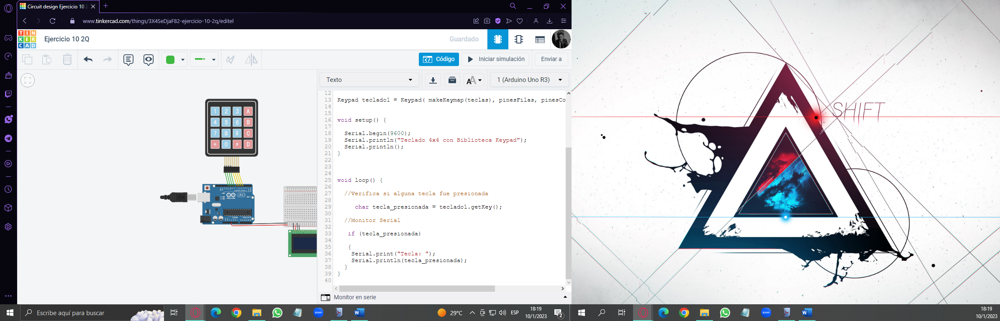 Circuit design Ejercicio 10 2
www.tinkercad.com/things/3X4SeDjaF82-ejercicio-10-2q/editel
TIN
KER
CAD
Ejercicio 10 2Q
Guardado
Código
Iniciar simulación
Enviar a
Texto
1 (Arduino Uno R3)
1 2 3 A
4 5 6 B
7 8 9 C
* 0 # D
UNO
ARDUINO
POWER
ANALOG IN
12
13 Keypad teclado1 = Keypad( makeKeymap(teclas), pinesFilas, pinesCo
14
15
16 void setup() {
17
18 Serial.begin(9600);
19 Serial.println("Teclado 4x4 con Biblioteca Keypad");
20 Serial.println();
21 }
22
23
24
25 void loop() {
26
27 //Verifica si alguna tecla fue presionada
28
29 char tecla_presionada = teclado1.getKey();
30
31 //Monitor Serial
32
33 if (tecla_presionada)
34
35 {
36 Serial.print("Tecla: ");
37 Serial.println(tecla_presionada);
38 }
39 }
40
Monitor en serie
SHIFT
Escribe aquí para buscar
zoom
29°C
ESP
18:19
10/1/2023
2
zoom
18:19
10/1/2023